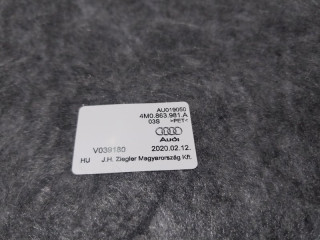 AU019050
4M0.863.981.A
03S >PET<
Audi
V039180 2020.02.12.
HU J.H. Ziegler Magyarország Kft.